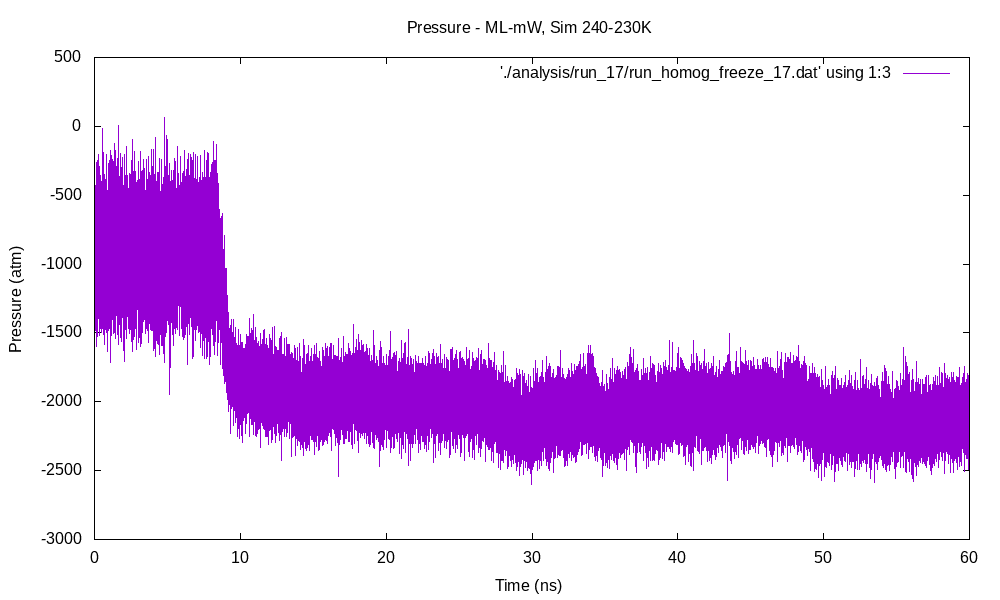 Pressure - ML-mW, Sim 240-230K
'./analysis/run_17/run_homog_freeze_17.dat' using 1:3
500
0
-500
-1000
-1500
-2000
-2500
-3000
Pressure (atm)
0 10 20 30 40 50 60
Time (ns)